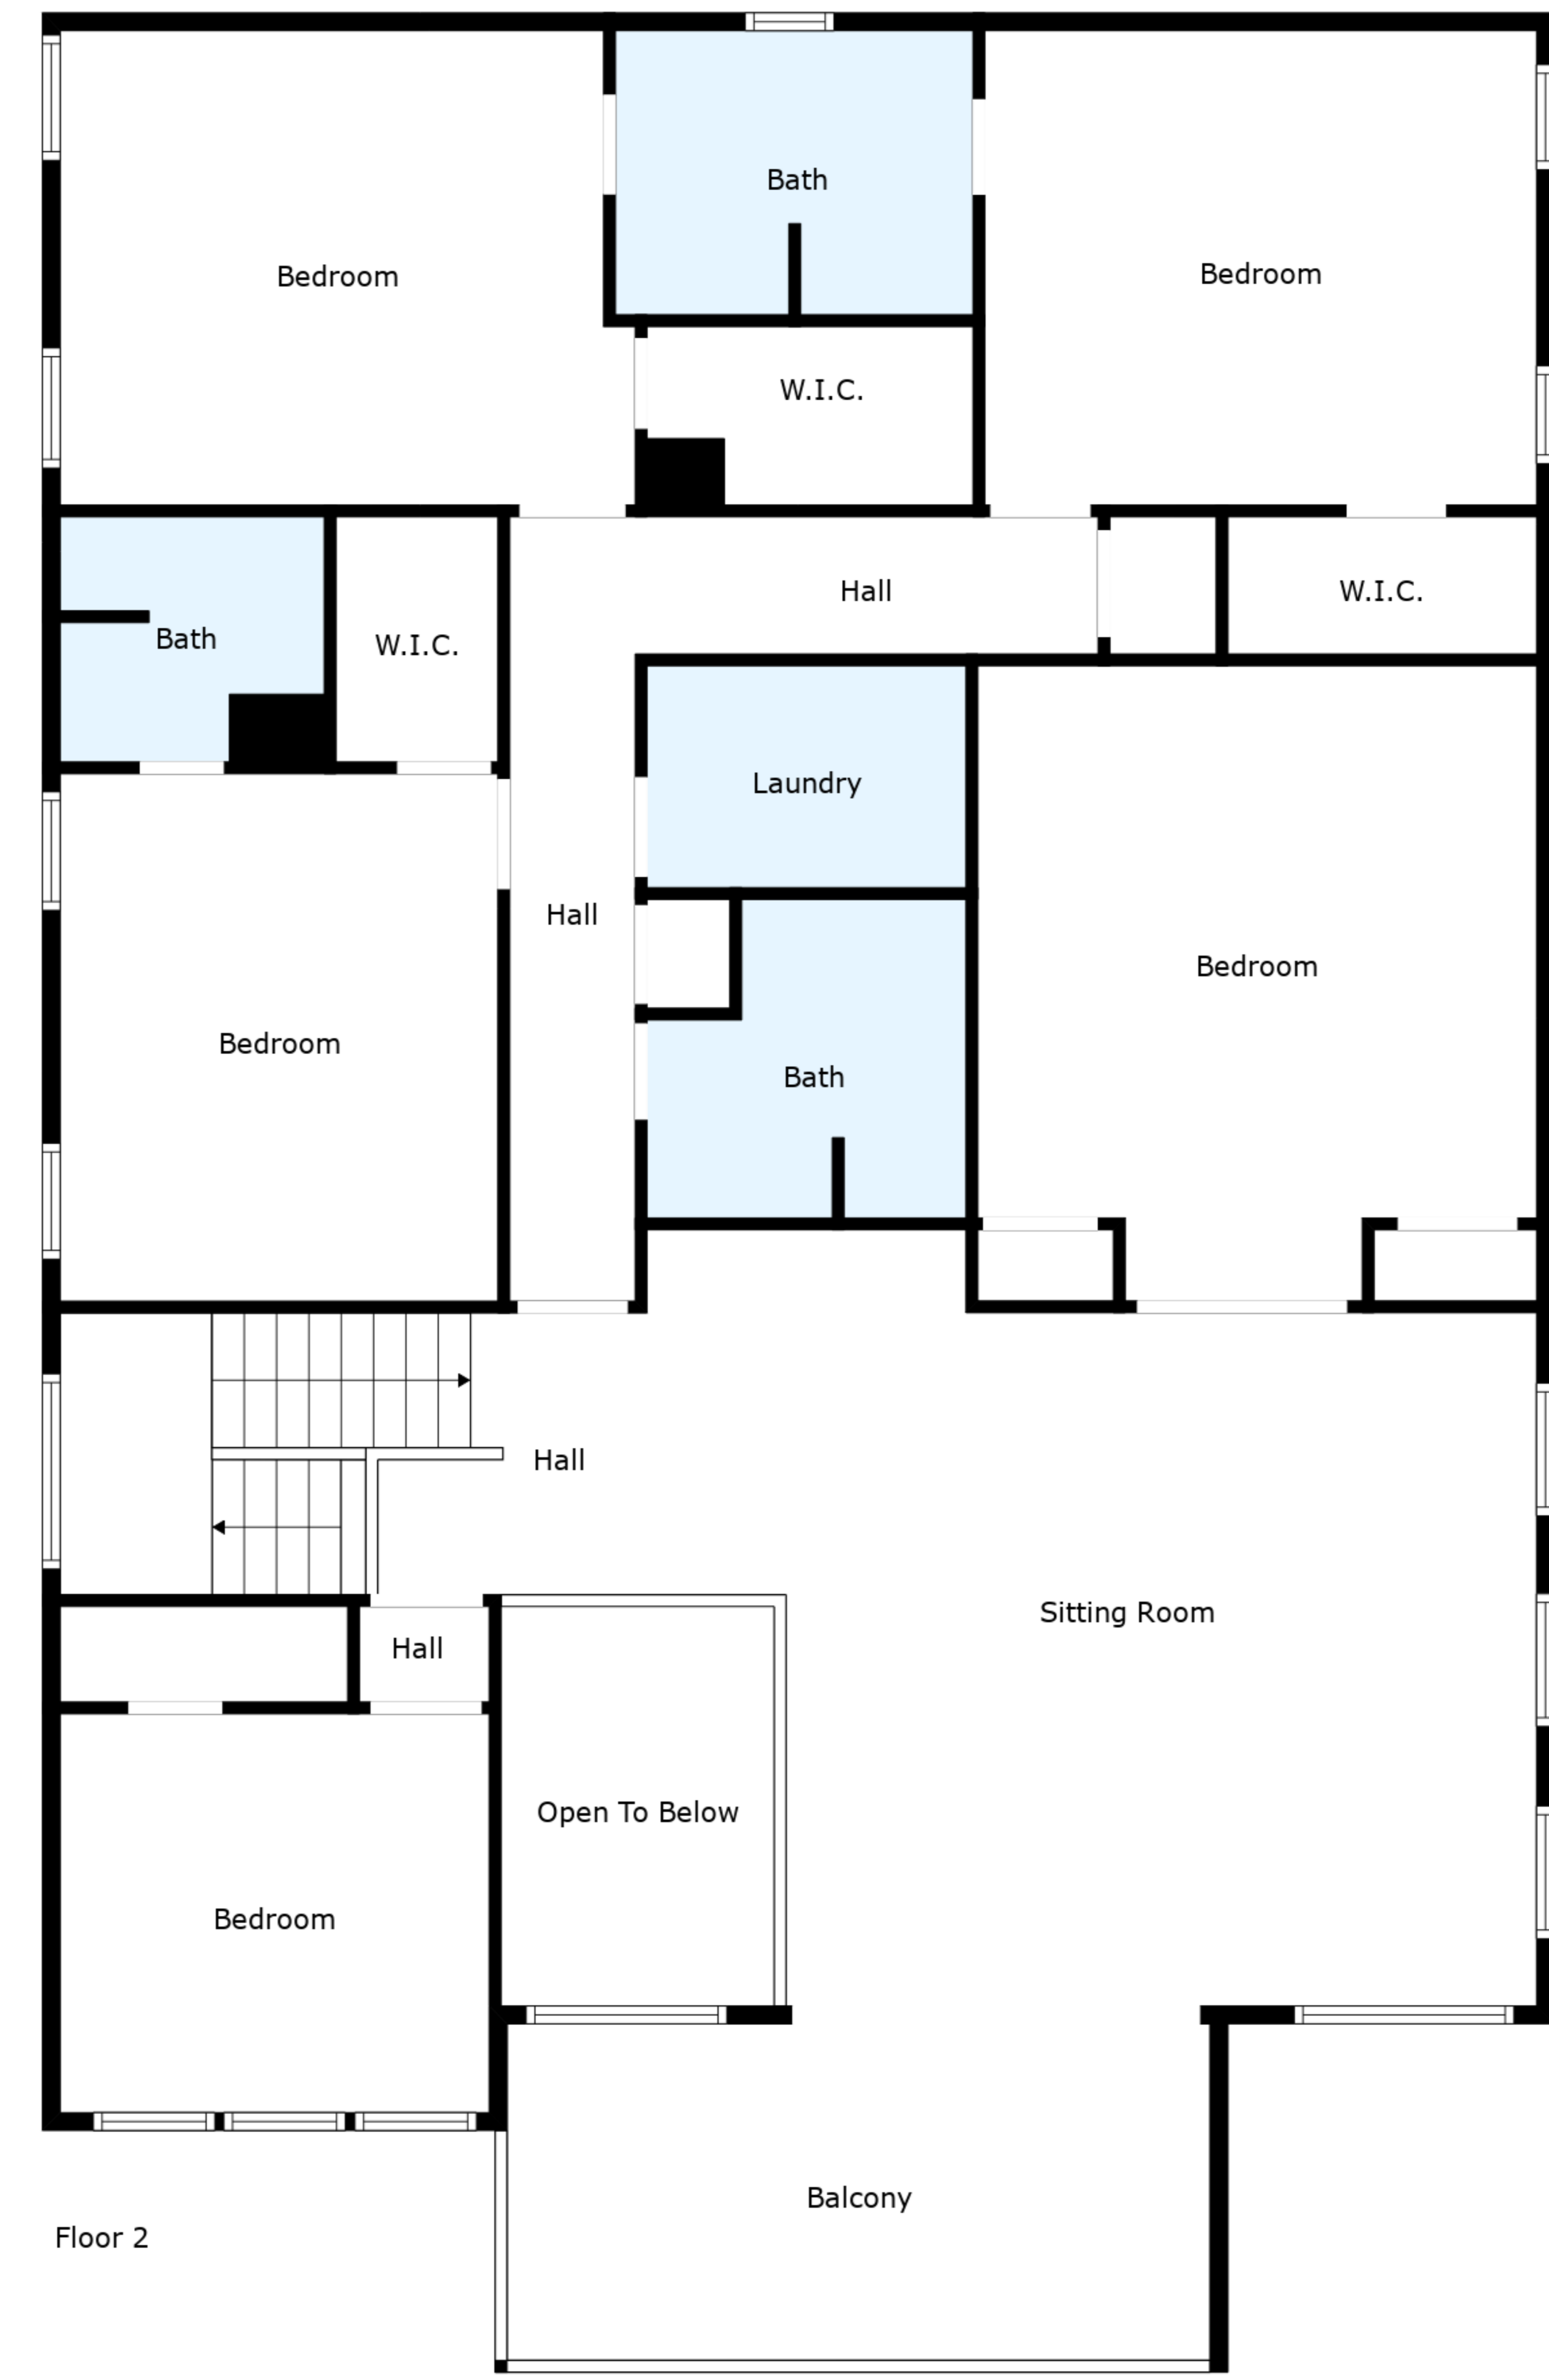 Bath
Bedroom
Bedroom
W.I.C.
Hall
W.I.C.
Bath
W.I.C.
Laundry
Hall
Bedroom
Bedroom
Bath
Hall
Sitting Room
Hall
Open To Below
Bedroom
Balcony
Floor 2